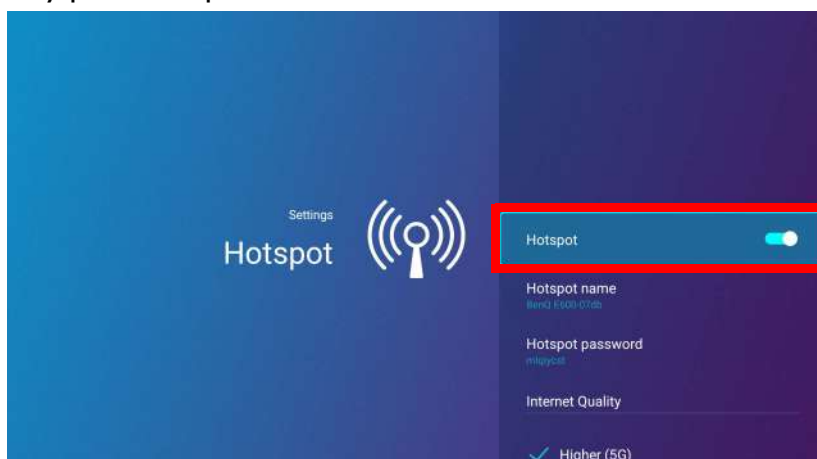 Settings
Hotspot
Hotspot
Hotspot name
BenQ E600-07db
Hotspot password
Internet Quality
Higher (5G)